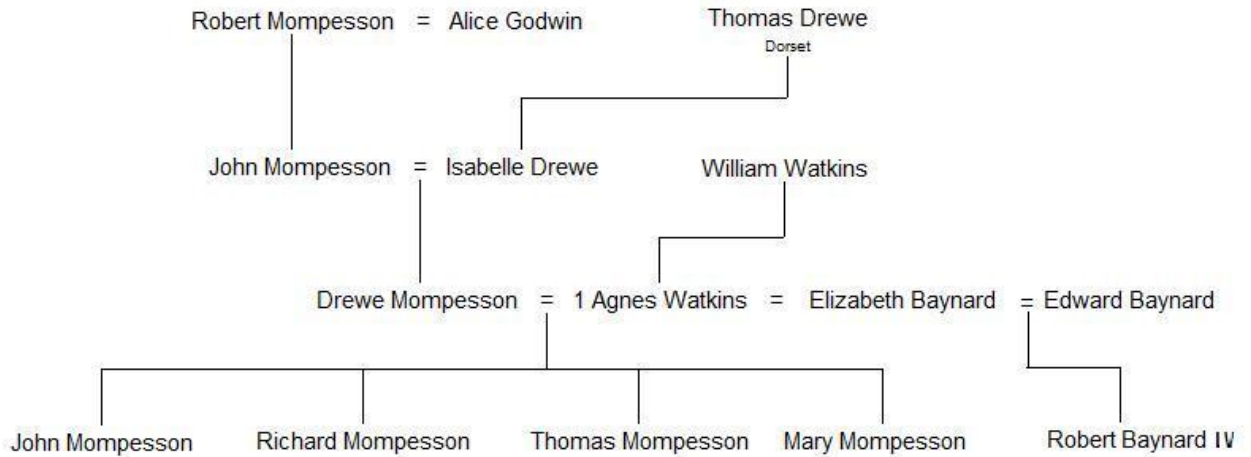 Robert Mompesson = Alice Godwin Thomas Drewe
Dorset
John Mompesson = Isabelle Drewe William Watkins
Drewe Mompesson = 1 Agnes Watkins = Elizabeth Baynard = Edward Baynard
John Mompesson Richard Mompesson Thomas Mompesson Mary Mompesson Robert Baynard IV